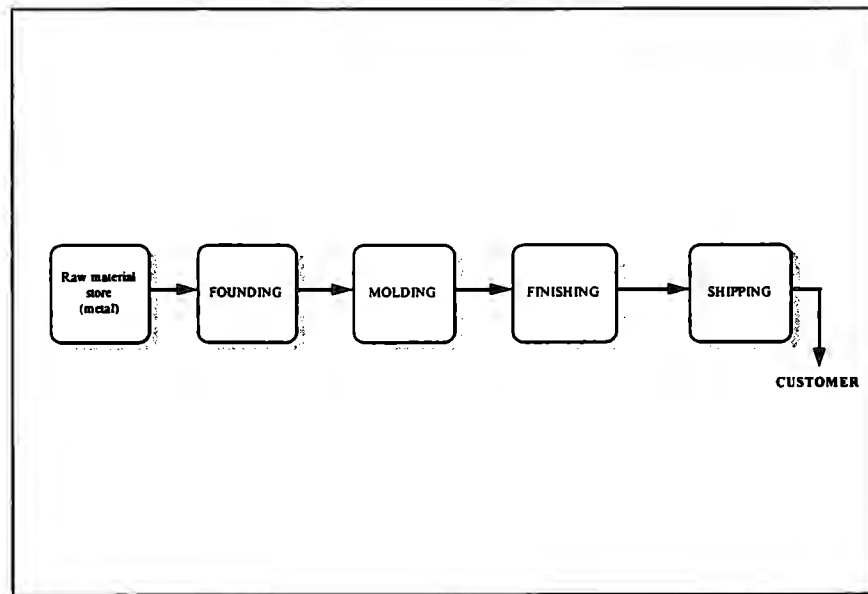 Raw material
store
(metal)
FOUNDING
MOLDING
FINISHING
SHIPPING
CUSTOMER